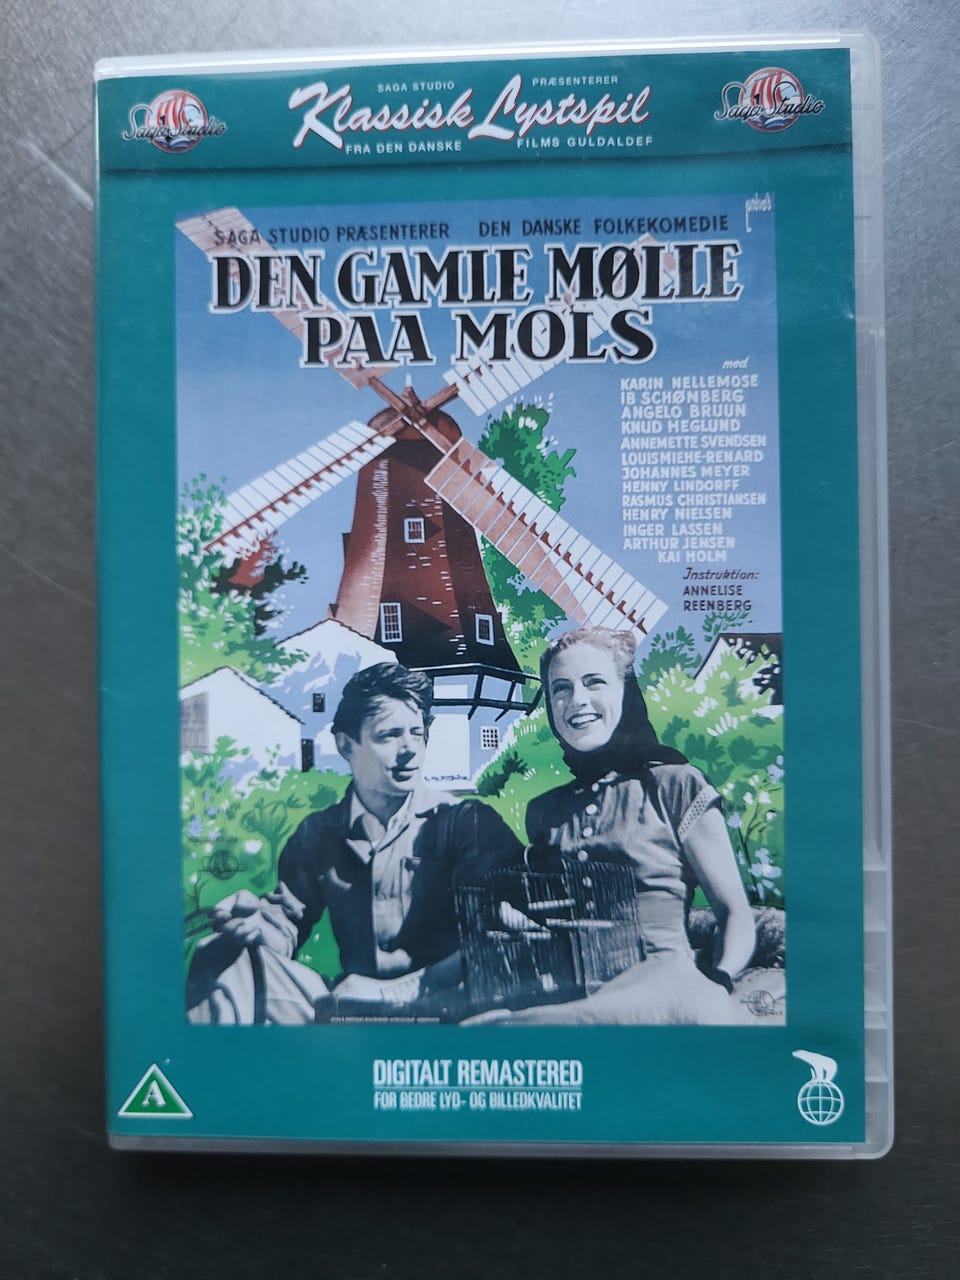 SAGA STUDIO PRÆSENTERER
Klassisk Lystspil
FRA DEN DANSKE FILMS GULDALDER
Saga Studio
Saga Studio
SAGA STUDIO PRÆSENTERER DEN DANSKE FOLKEKOMEDIE
DEN GAMLE MØLLE
PAA MOLS
med
KARIN NELLEMOSE
IB SCHØNBERG
ANGELO BRUUN
KNUD HEGLUND
ANNEMETTE SVENDSEN
LOUIS MIEHE-RENARD
JOHANNES MEYER
HENNY LINDORFF
RASMUS CHRISTIANSEN
HENRY NIELSEN
INGER LASSEN
ARTHUR JENSEN
KAI HOLM
Instruktion:
ANNELISE
REENBERG
PRODUKTION:
A
DIGITALT REMASTERED
FOR BEDRE LYD- OG BILLEDKVALITET